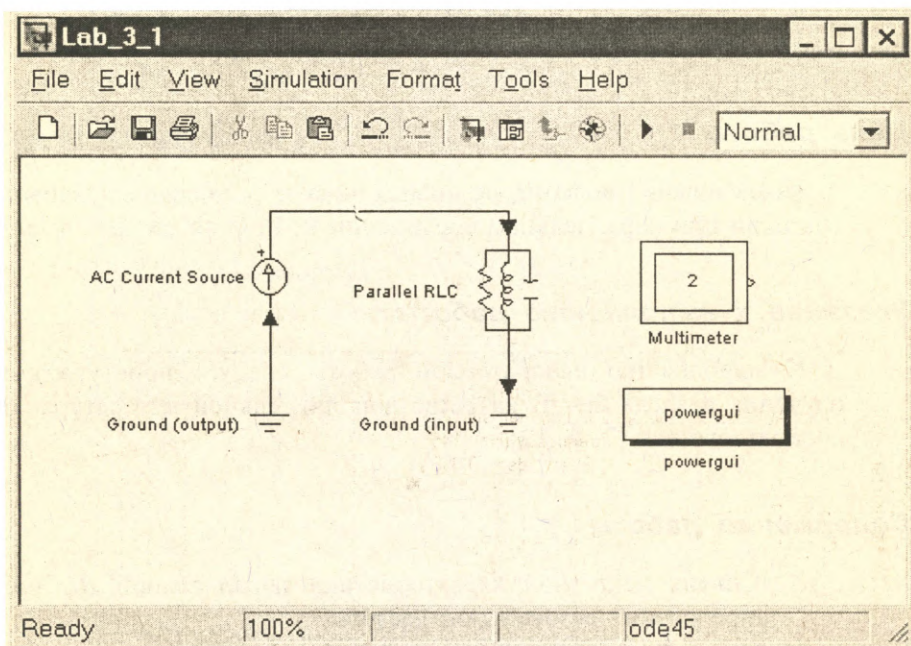 Lab_3_1
File Edit View Simulation Format Tools Help
Normal
+
AC Current Source
Parallel RLC
2
Multimeter
Ground (output)
Ground (input)
powergui
powergui
Ready 100% ode45